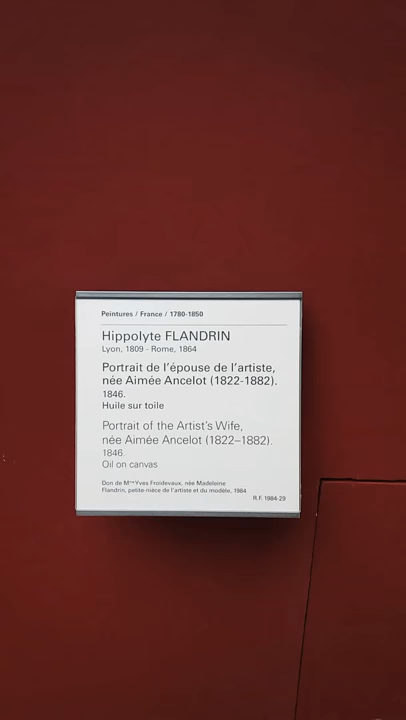 Peintures / France / 1780-1850
Hippolyte FLANDRIN
Lyon, 1809 - Rome, 1864
Portrait de l'épouse de l'artiste,
née Aimée Ancelot (1822-1882).
1846.
Huile sur toile
Portrait of the Artist's Wife,
née Aimée Ancelot (1822–1882).
1846.
Oil on canvas
Don de Mme Yves Froidevaux, née Madeleine
Flandrin, petite-nièce de l'artiste et du modèle, 1984
R.F. 1984-29